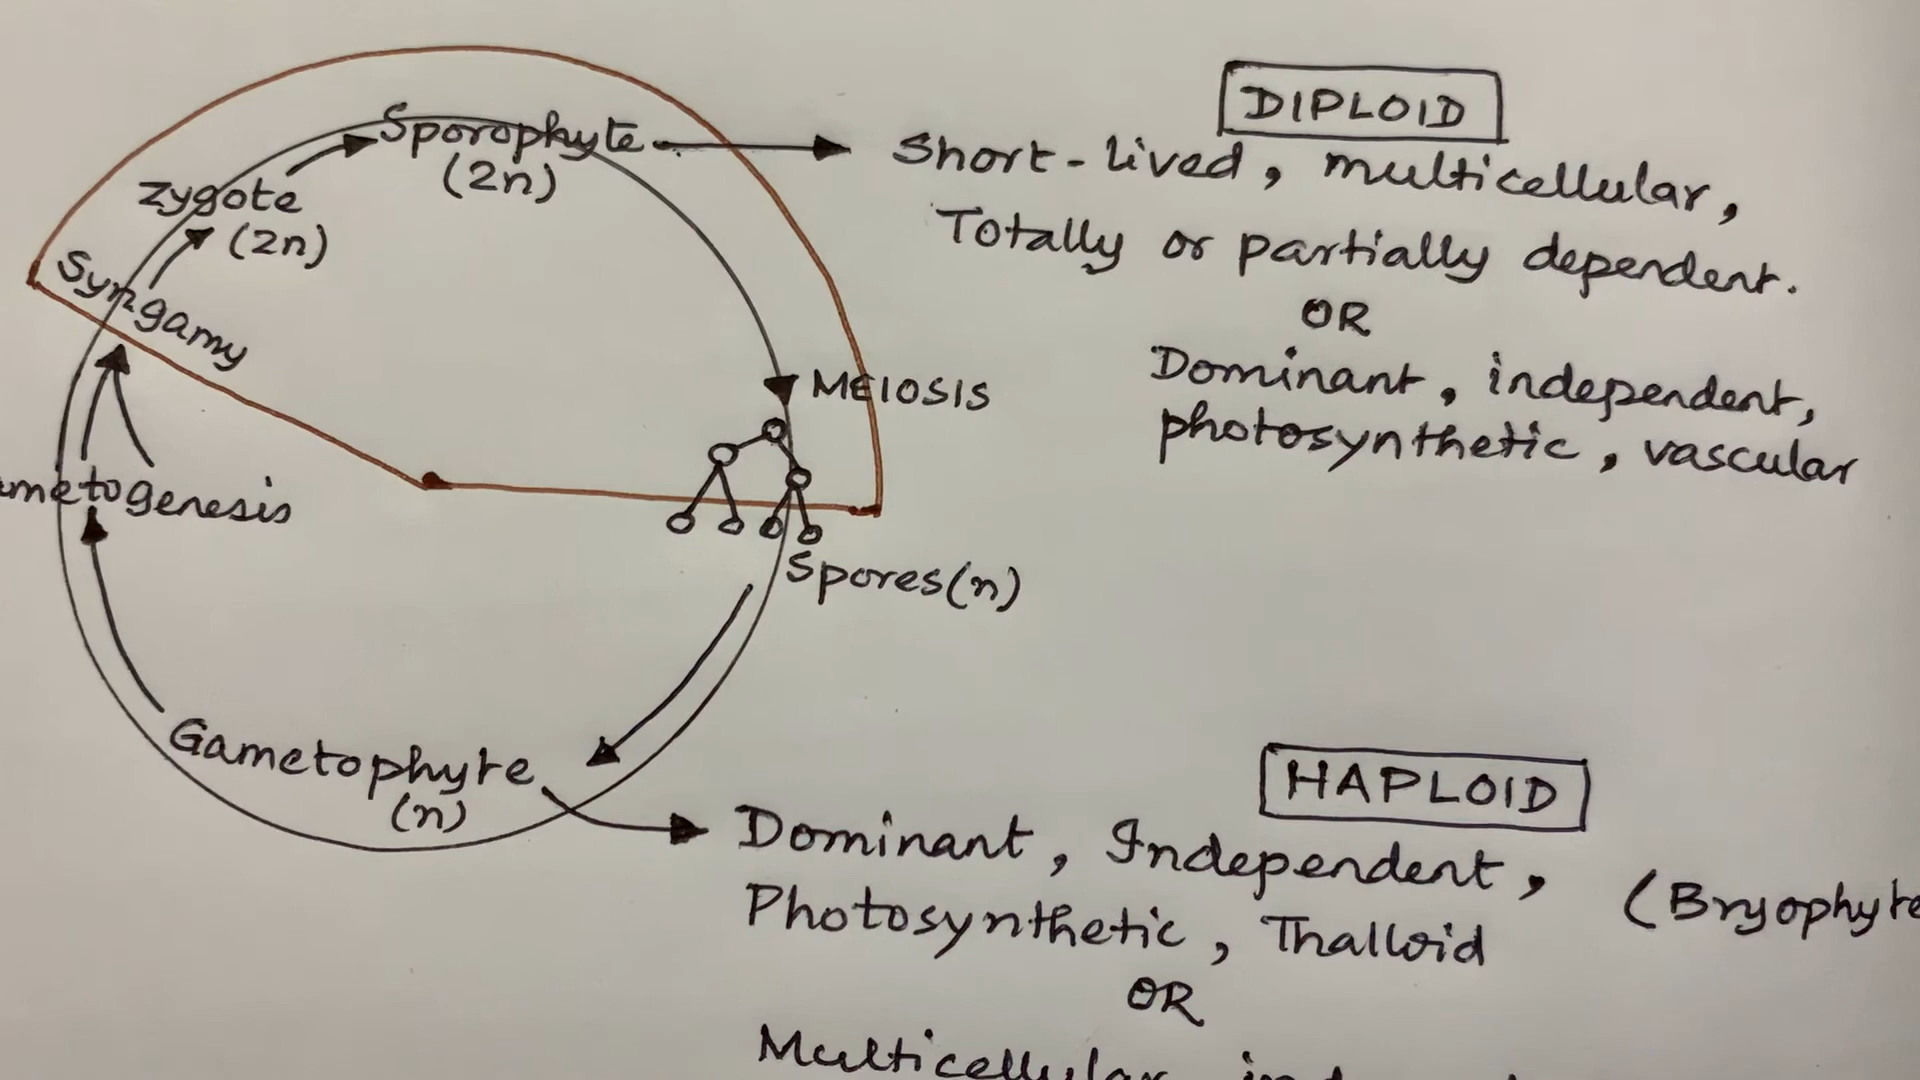 DIPLOID
Sporophyte
(2n)
Short-lived, multicellular,
Totally or partially dependent.
OR
Dominant, independent,
photosynthetic, vascular
Zygote
(2n)
Syngamy
MEIOSIS
metogenesis
Spores(n)
Gametophyte
(n)
HAPLOID
Dominant, Independent,
Photosynthetic, Thalloid
(Bryophyte
OR
Multicellular